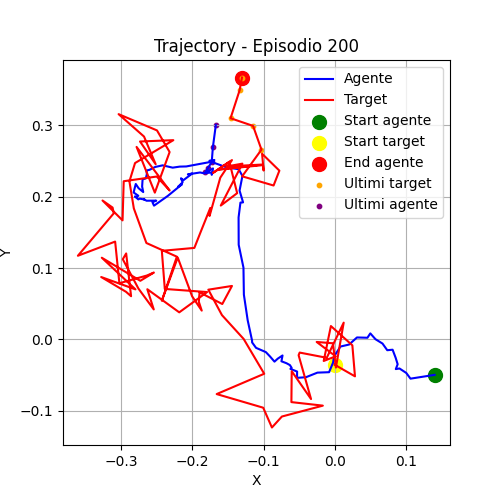 Trajectory - Episodio 200
Agente
Target
Start agente
Start target
End agente
Ultimi target
Ultimi agente
0.3
0.2
0.1
0.0
−0.1
Y
−0.3
−0.2
−0.1
0.0
0.1
X